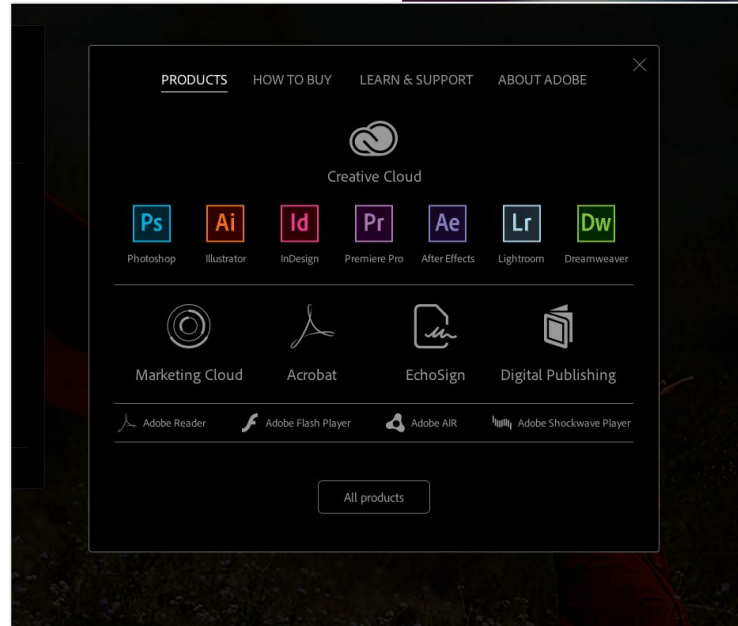 PRODUCTS HOW TO BUY LEARN & SUPPORT ABOUT ADOBE
Creative Cloud
Ps Ai Id Pr Ae Lr Dw
Photoshop Illustrator InDesign Premiere Pro After Effects Lightroom Dreamweaver
Marketing Cloud Acrobat EchoSign Digital Publishing
Adobe Reader Adobe Flash Player Adobe AIR Adobe Shockwave Player
All products